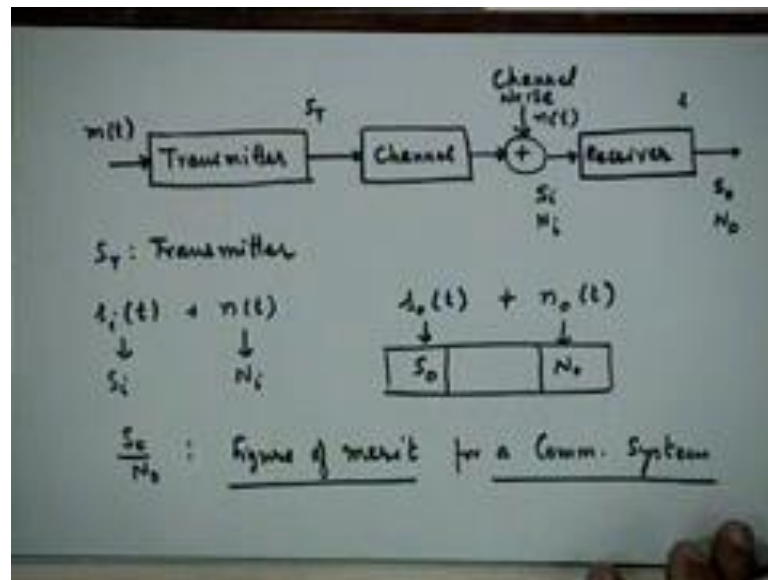 Channel
Noise
m(t) S_T n(t)
Transmitter Channel + Receiver
S_i S_o
N_i N_o
S_T : Transmitter
s_i(t) + n(t) s_o(t) + n_o(t)
↓ ↓ ↓ ↓
S_i N_i S_o N_o
S_o/N_o : Figure of merit for a Comm. System